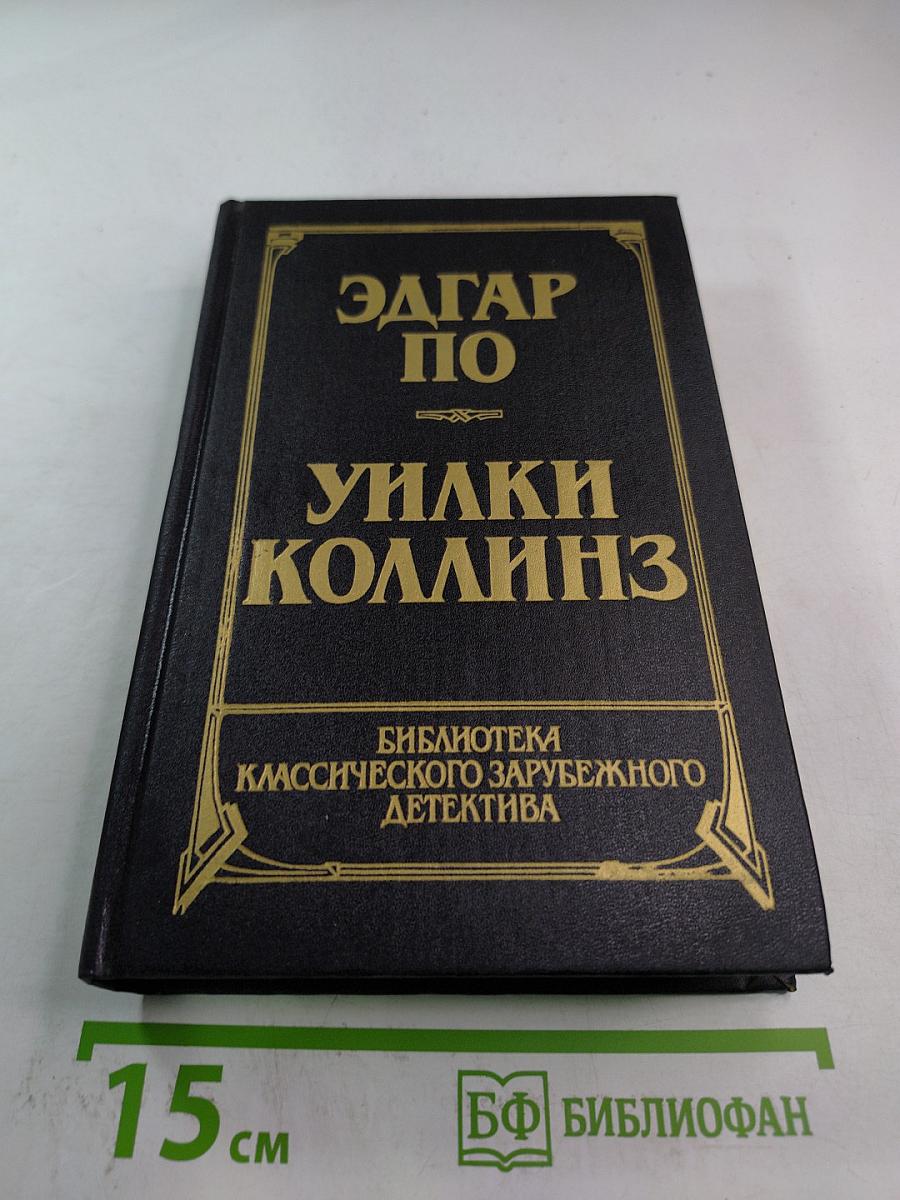 ЭДГАР
ПО
УИЛКИ
КОЛЛИНЗ
БИБЛИОТЕКА
КЛАССИЧЕСКОГО ЗАРУБЕЖНОГО
ДЕТЕКТИВА
15 см
БФ БИБЛИОФАН